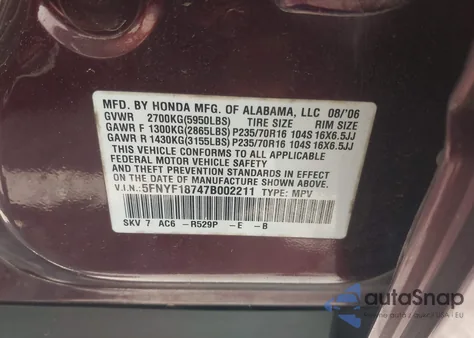 MFD. BY HONDA MFG. OF ALABAMA, LLC 08/'06
GVWR 2700KG(5950LBS) TIRE SIZE RIM SIZE
GAWR F 1300KG(2865LBS) P235/70R16 104S 16X6.5JJ
GAWR R 1430KG(3155LBS) P235/70R16 104S 16X6.5JJ
THIS VEHICLE CONFORMS TO ALL APPLICABLE
FEDERAL MOTOR VEHICLE SAFETY
AND THEFT PREVENTION STANDARDS IN EFFECT
ON THE DATE OF MANUFACTURE SHOWN ABOVE.
V.I.N.: 5FNYF18747B002211 TYPE: MPV
SKV 7 AC6 -R529P -E -B
autoSnap